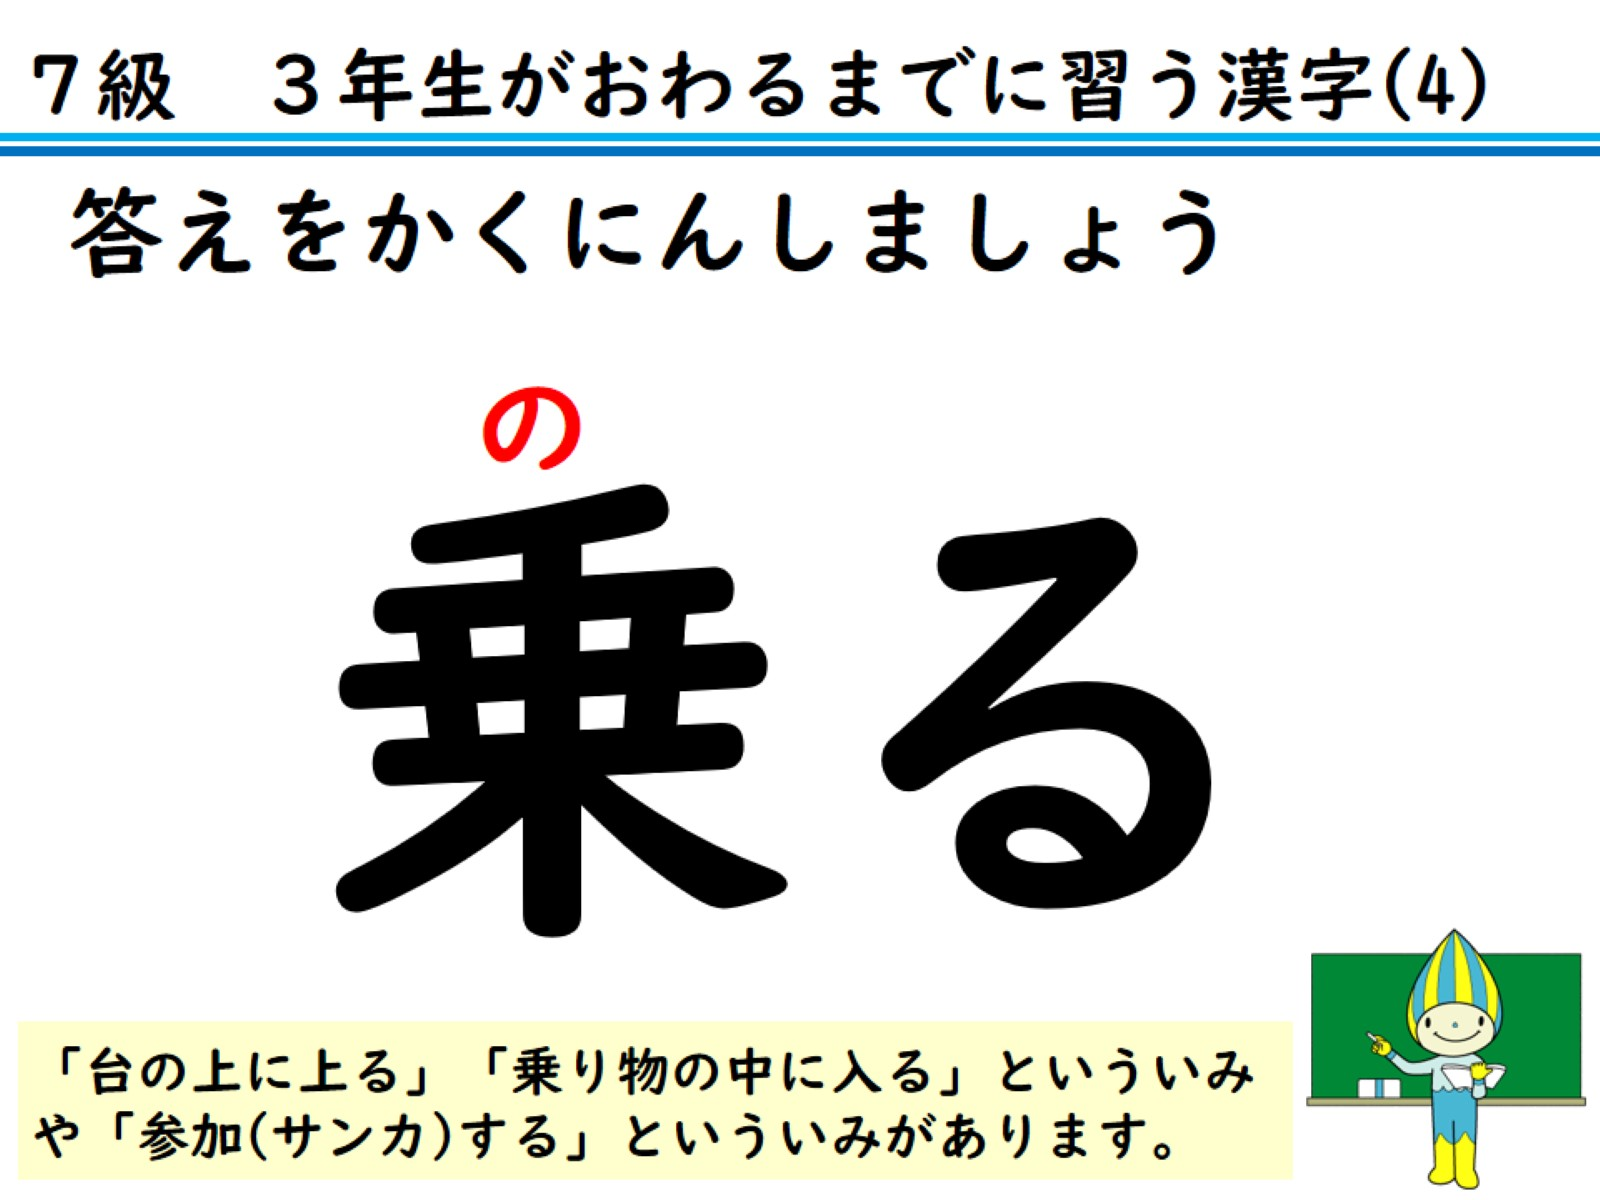 ７級　３年生がおわるまでに習う漢字(4)
答えをかくにんしましょう
の
乗る
「台の上に上る」「乗り物の中に入る」といういみ
や「参加(サンカ)する」といういみがあります。